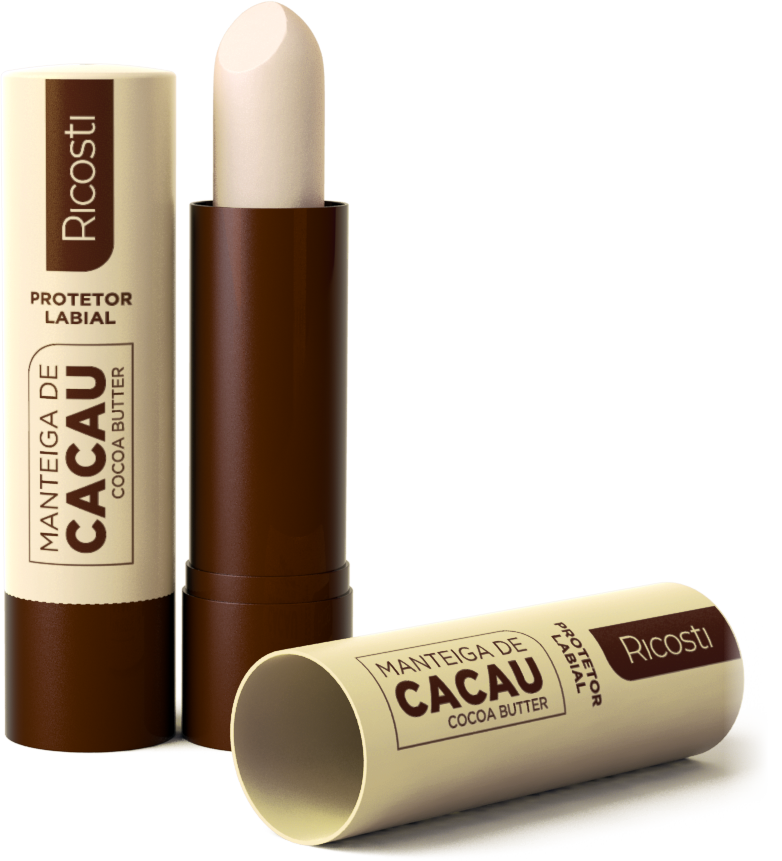 Ricosti
PROTETOR
LABIAL
MANTEIGA DE
CACAU
COCOA BUTTER
MANTEIGA DE
CACAU
COCOA BUTTER
PROTETOR
LABIAL
Ricosti